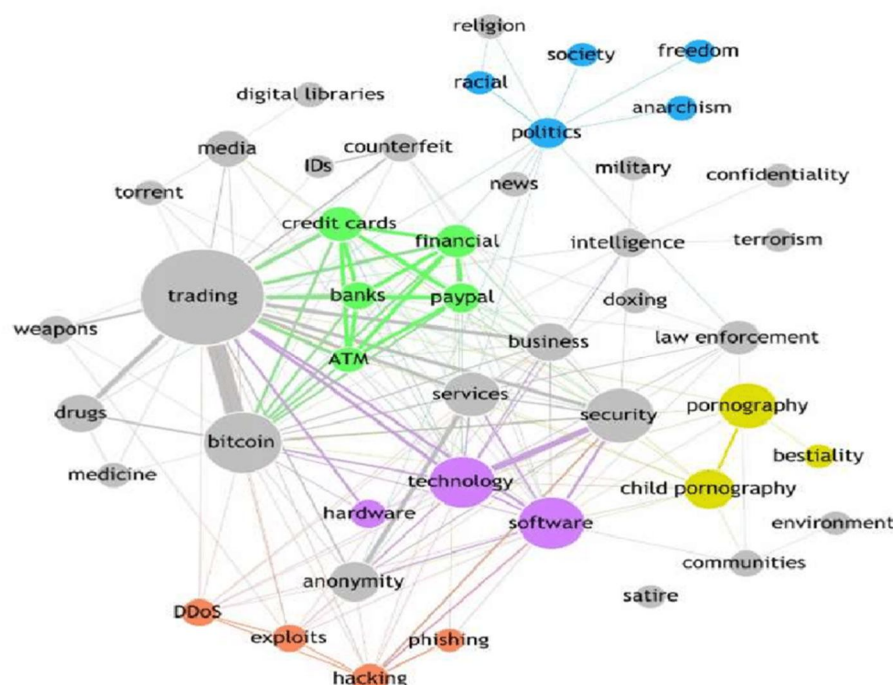 religion
society
freedom
racial
digital libraries
anarchism
politics
media
IDs
counterfeit
military
confidentiality
torrent
news
credit cards
financial
intelligence
terrorism
trading
banks
paypal
doxing
weapons
business
law enforcement
ATM
services
drugs
security
pornography
bitcoin
bestiality
medicine
technology
child pornography
hardware
software
environment
anonymity
communities
satire
DDoS
exploits
phishing
hacking